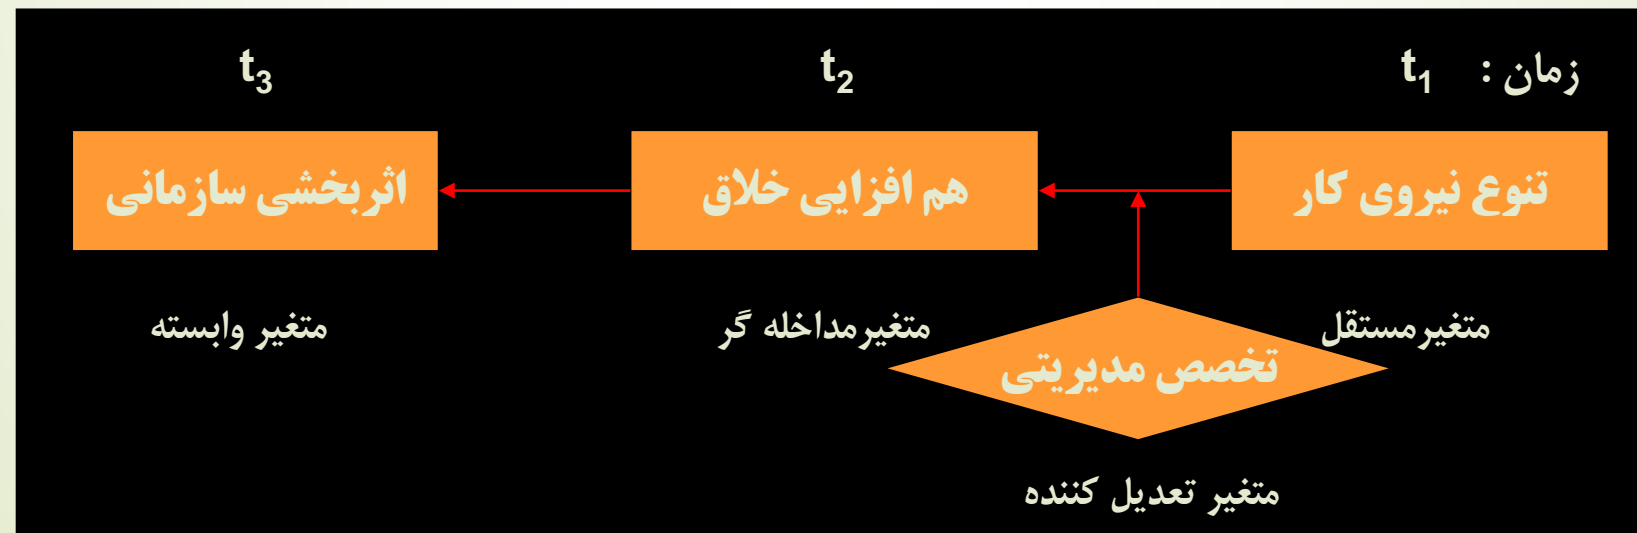 زمان : t1 t2 t3
تنوع نیروی کار هم افزایی خلاق اثربخشی سازمانی
متغیرمستقل متغیرمداخله گر متغیر وابسته
تخصص مدیریتی
متغیر تعدیل کننده